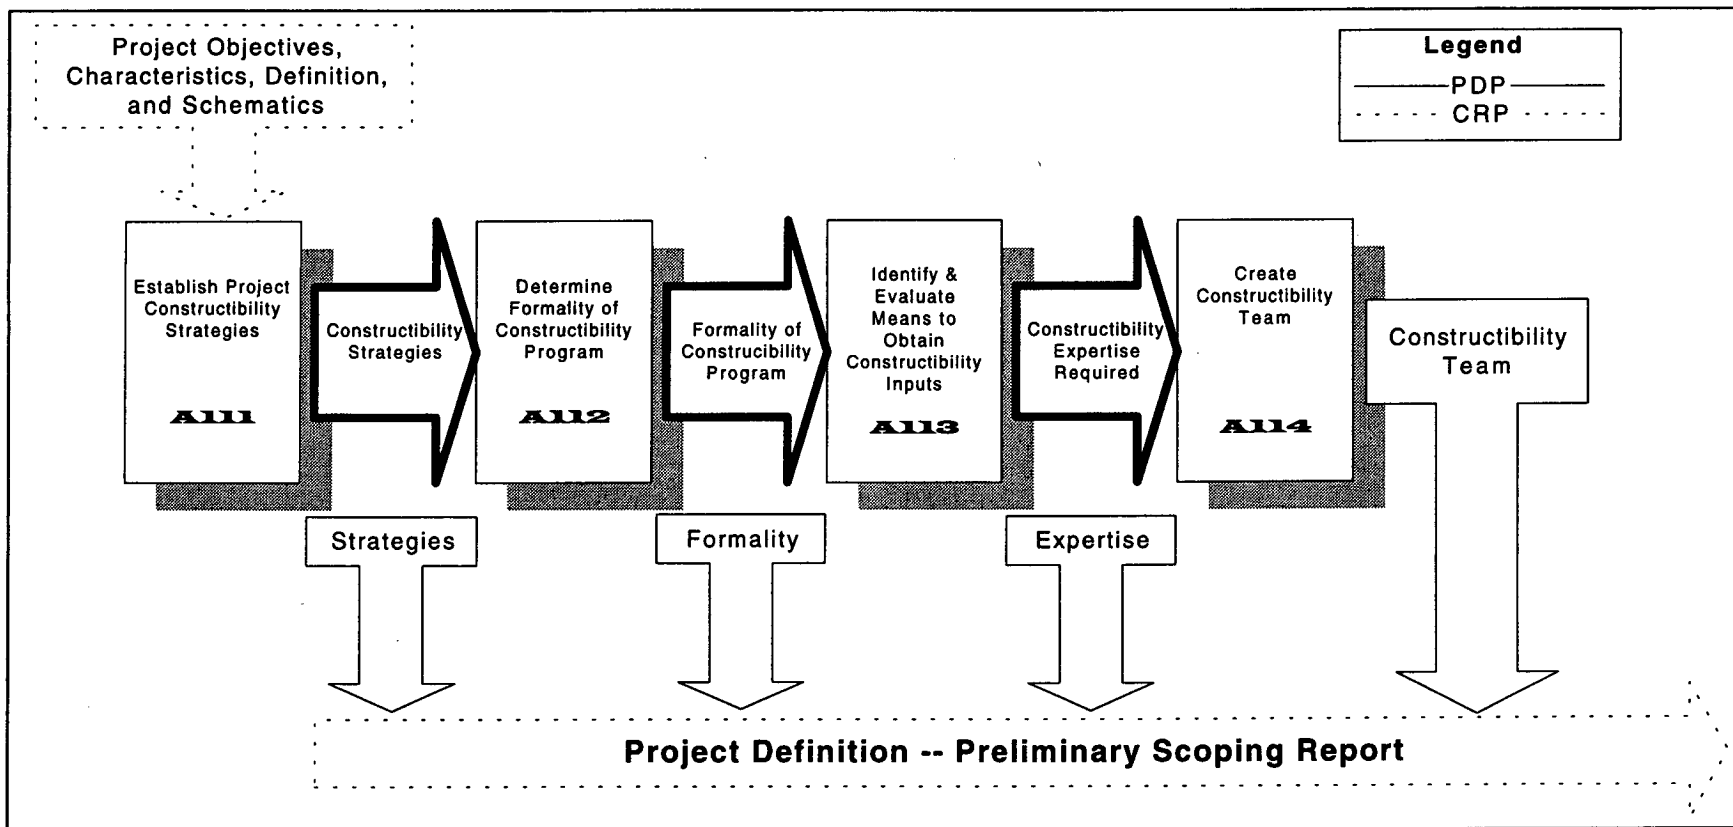 Project Objectives,
Characteristics, Definition,
and Schematics
Legend
PDP
CRP
Establish Project
Constructibility
Strategies
A111
Constructibility
Strategies
Determine
Formality of
Constructibility
Program
A112
Formality of
Construcibility
Program
Identify &
Evaluate
Means to
Obtain
Constructibility
Inputs
A113
Constructibility
Expertise
Required
Create
Constructibility
Team
A114
Constructibility
Team
Strategies
Formality
Expertise
Project Definition -- Preliminary Scoping Report